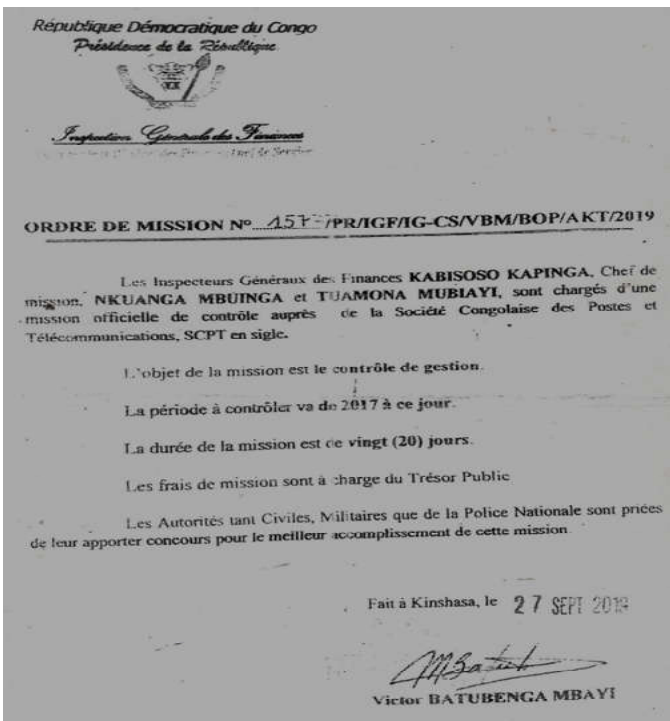 République Démocratique du Congo
Présidence de la République
Inspection Générale des Finances
ORDRE DE MISSION N° 157 /PR/IGF/IG-CS/VBM/BOP/AKT/2019
Les Inspecteurs Généraux des Finances KABISOSO KAPINGA, Chef de
mission, NKUANGA MBUINGA et TUAMONA MUBIAYI, sont chargés d'une
mission officielle de contrôle auprès de la Société Congolaise des Postes et
Télécommunications, SCPT en sigle.
L'objet de la mission est le contrôle de gestion.
La période à contrôler va de 2017 à ce jour.
La durée de la mission est de vingt (20) jours.
Les frais de mission sont à charge du Trésor Public
Les Autorités tant Civiles, Militaires que de la Police Nationale sont priées
de leur apporter concours pour le meilleur accomplissement de cette mission.
Fait à Kinshasa, le 27 SEPT 2019
Victor BATUBENGA MBAYI